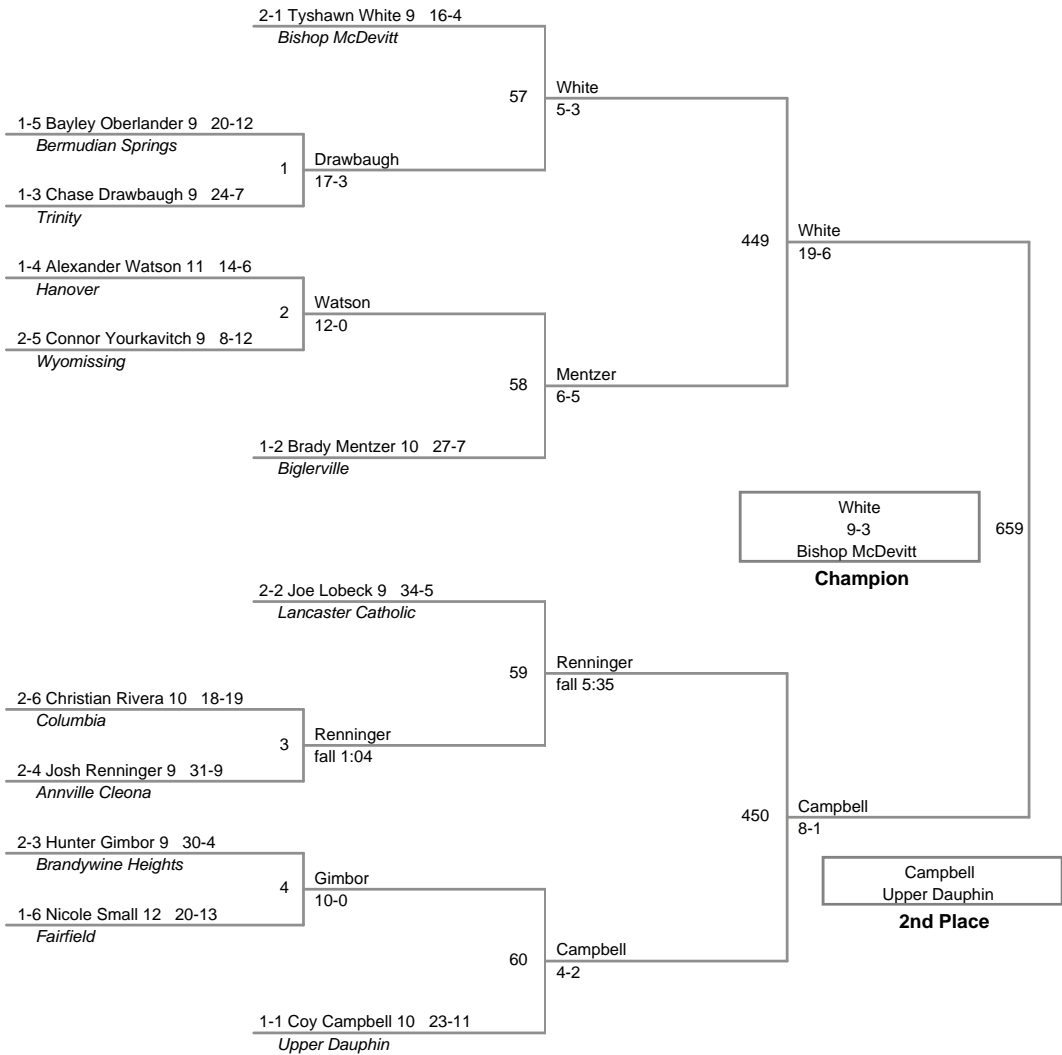 2-1 Tyshawn White 9 16-4
Bishop McDevitt
57
White
5-3
1-5 Bayley Oberlander 9 20-12
Bermudian Springs
1
Drawbaugh
17-3
1-3 Chase Drawbaugh 9 24-7
Trinity
449
White
19-6
1-4 Alexander Watson 11 14-6
Hanover
2
Watson
12-0
2-5 Connor Yourkavitch 9 8-12
Wyomissing
58
Mentzer
6-5
1-2 Brady Mentzer 10 27-7
Biglerville
White
9-3
Bishop McDevitt
Champion
659
2-2 Joe Lobeck 9 34-5
Lancaster Catholic
59
Renninger
fall 5:35
2-6 Christian Rivera 10 18-19
Columbia
3
Renninger
fall 1:04
2-4 Josh Renninger 9 31-9
Annville Cleona
450
Campbell
8-1
2-3 Hunter Gimbor 9 30-4
Brandywine Heights
4
Gimbor
10-0
1-6 Nicole Small 12 20-13
Fairfield
Campbell
Upper Dauphin
2nd Place
60
Campbell
4-2
1-1 Coy Campbell 10 23-11
Upper Dauphin